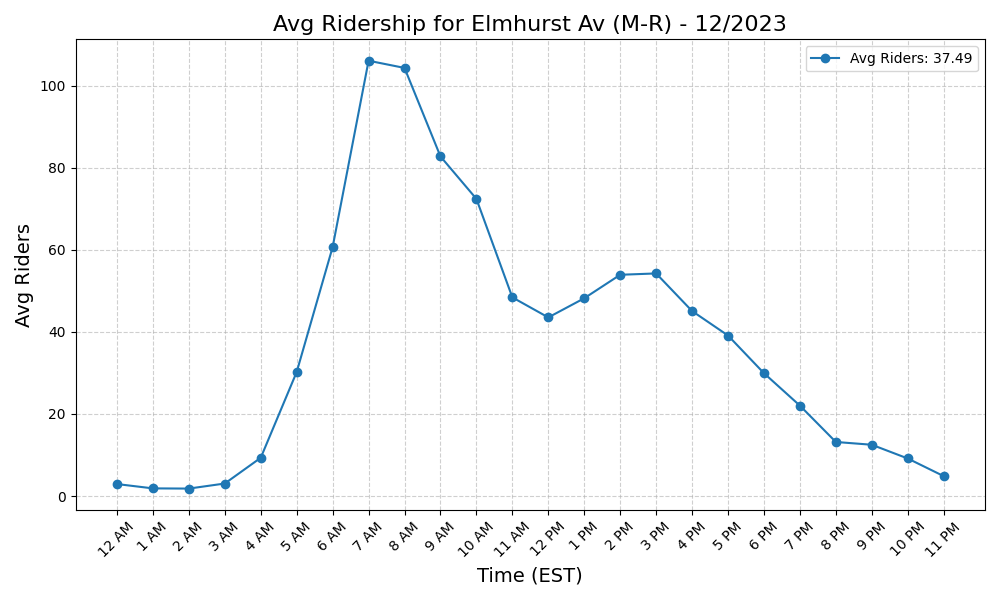 Avg Ridership for Elmhurst Av (M-R) - 12/2023
Avg Riders: 37.49
Avg Riders
100
80
60
40
20
0
12 AM
1 AM
2 AM
3 AM
4 AM
5 AM
6 AM
7 AM
8 AM
9 AM
10 AM
11 AM
12 PM
1 PM
2 PM
3 PM
4 PM
5 PM
6 PM
7 PM
8 PM
9 PM
10 PM
11 PM
Time (EST)